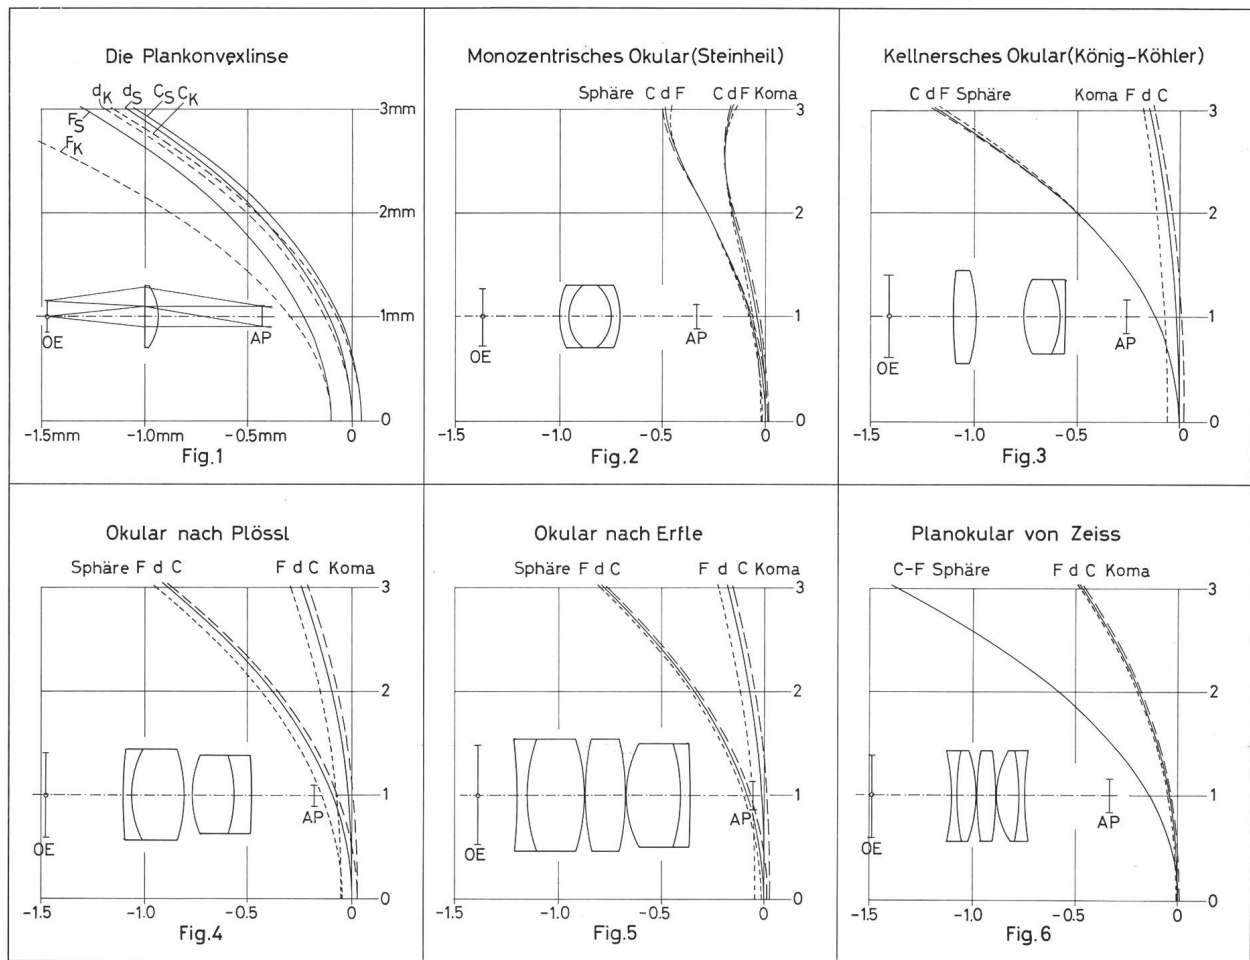 Die Plankonvexlinse
dK dS CS CK
FS
FK
3mm
2mm
1mm
0
OE
AP
-1.5mm -1.0mm -0.5mm 0
Fig.1
Monozentrisches Okular (Steinheil)
Sphäre C d F C d F Koma
3
2
1
0
OE
AP
-1.5 -1.0 -0.5 0
Fig.2
Kellnersches Okular (König-Köhler)
C d F Sphäre Koma F d C
3
2
1
0
OE
AP
-1.5 -1.0 -0.5 0
Fig.3
Okular nach Plössl
Sphäre F d C F d C Koma
3
2
1
0
OE
AP
-1.5 -1.0 -0.5 0
Fig.4
Okular nach Erfle
Sphäre F d C F d C Koma
3
2
1
0
OE
AP
-1.5 -1.0 -0.5 0
Fig.5
Planokular von Zeiss
C-F Sphäre F d C Koma
3
2
1
0
OE
AP
-1.5 -1.0 -0.5 0
Fig.6